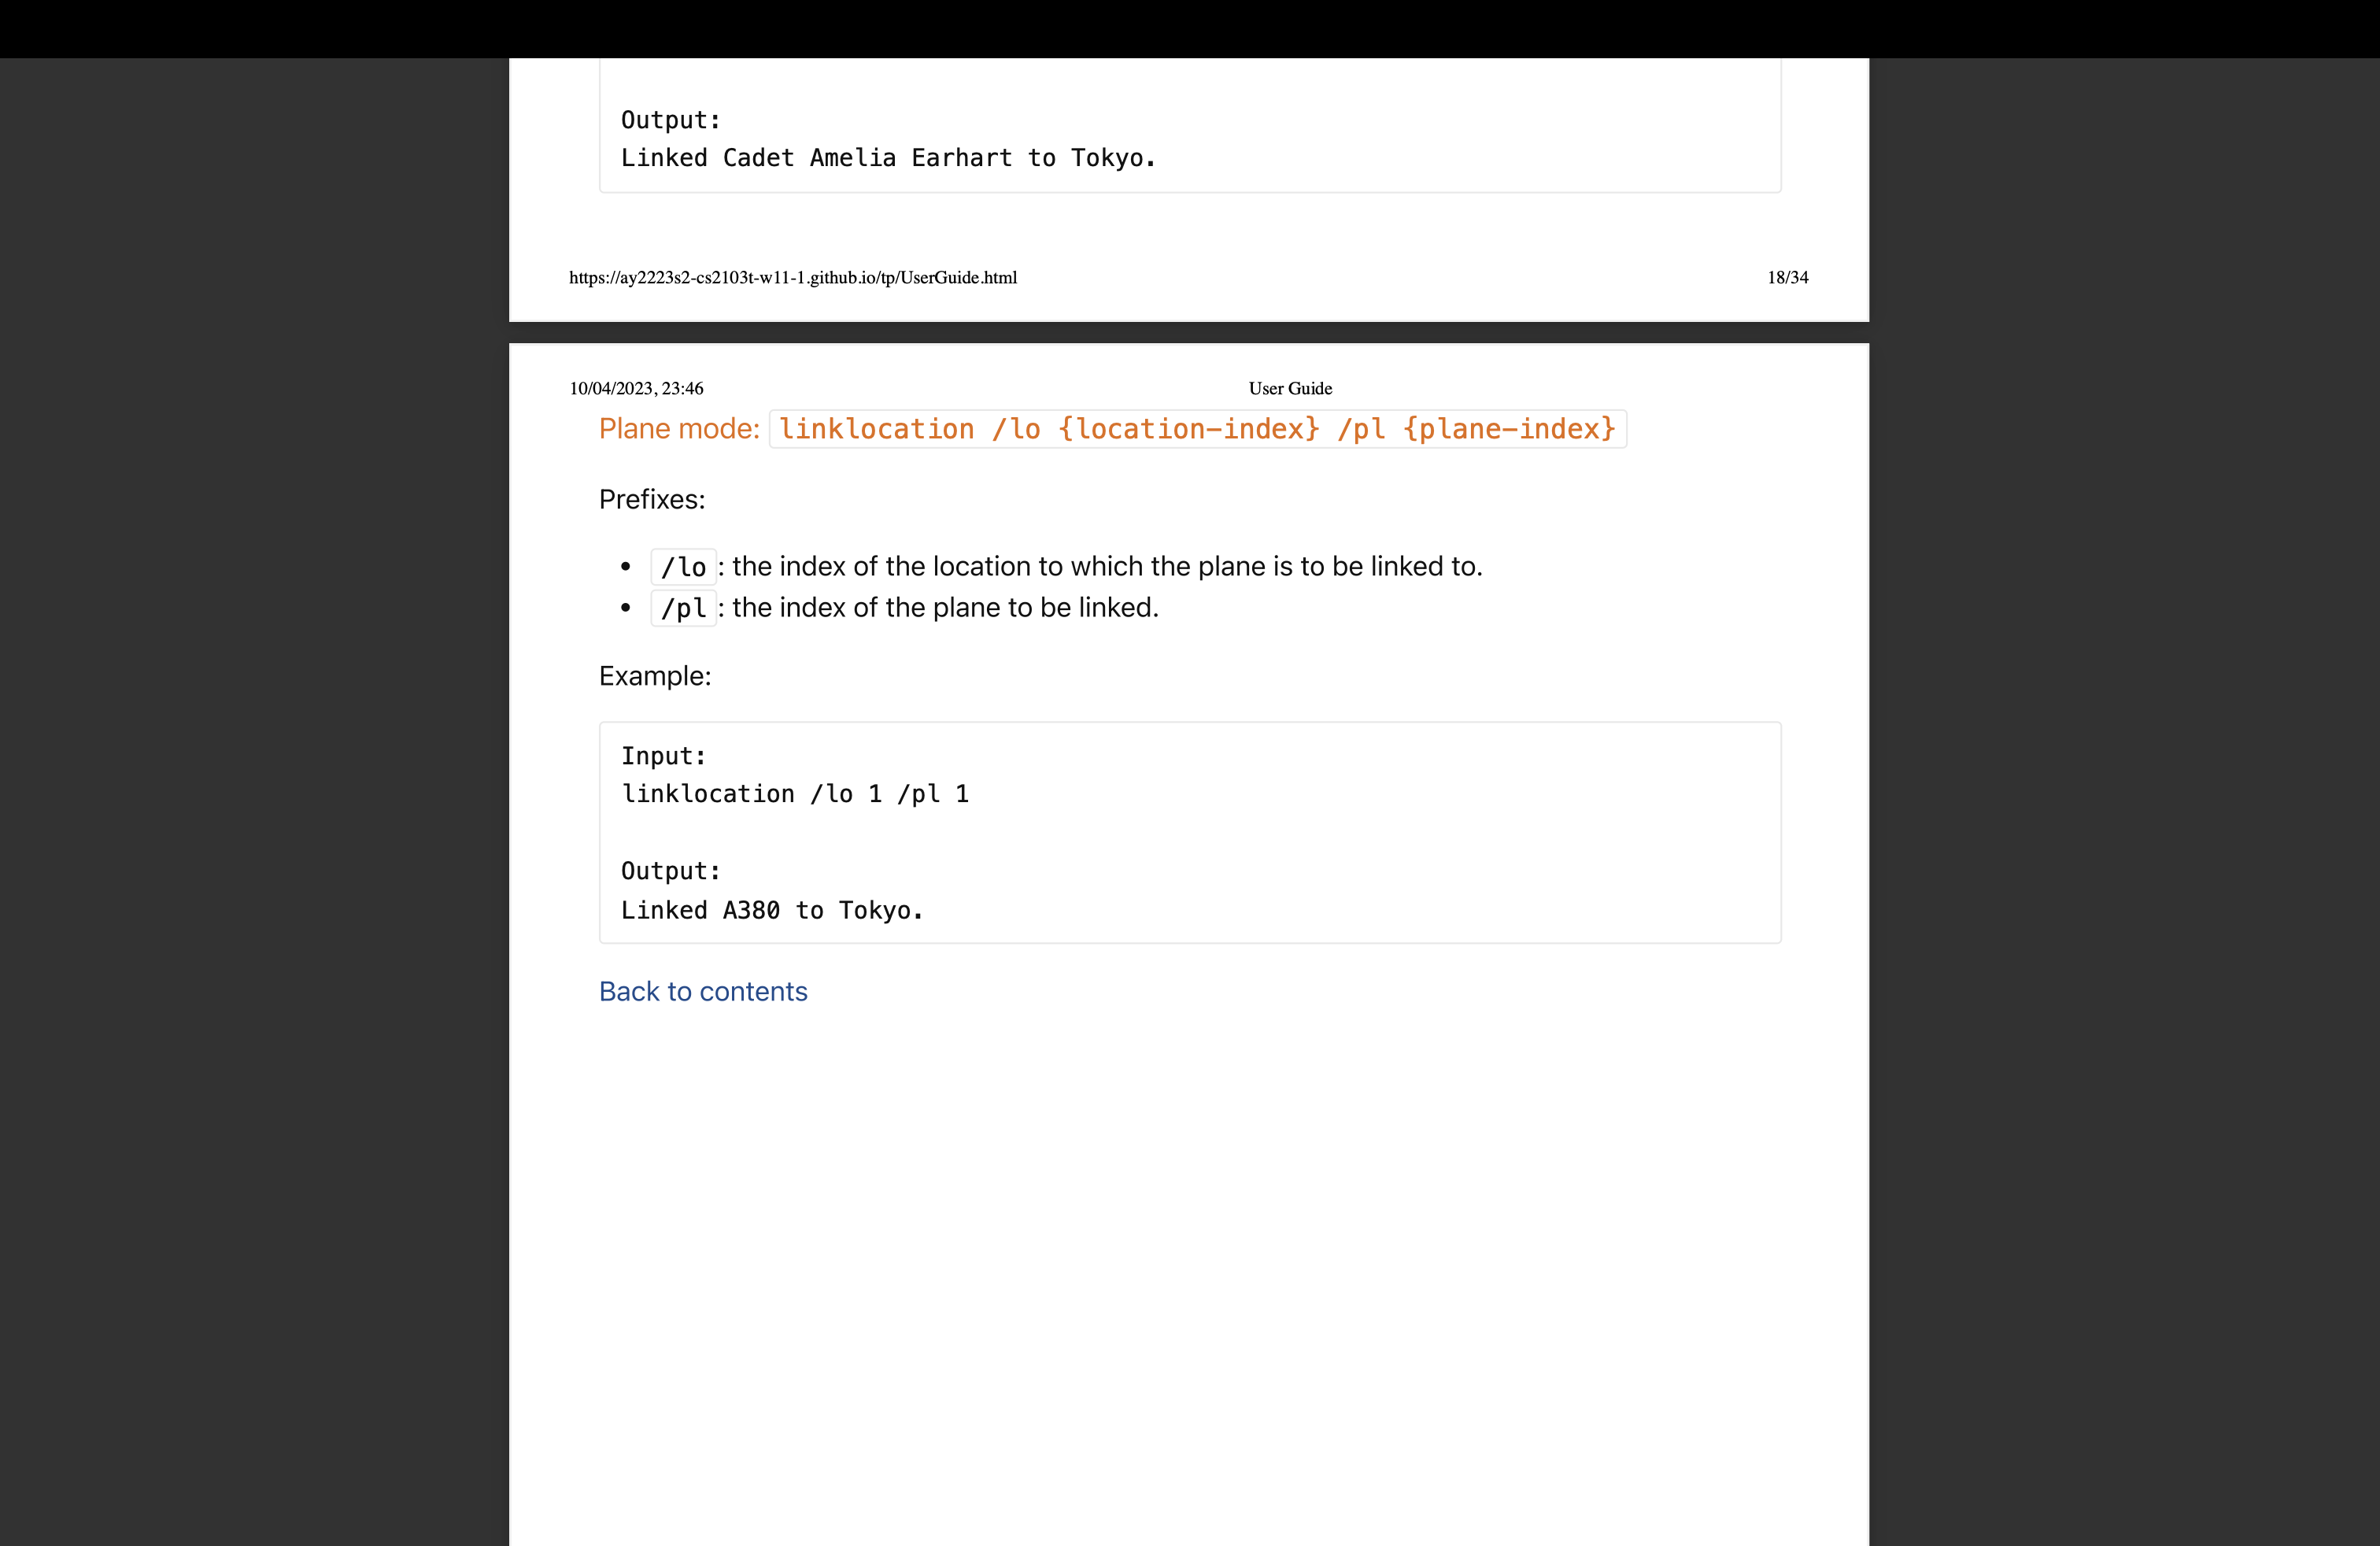 Output:
Linked Cadet Amelia Earhart to Tokyo.
https://ay2223s2-cs2103t-w11-1.github.io/tp/UserGuide.html 18/34
10/04/2023, 23:46 User Guide
Plane mode: linklocation /lo {location-index} /pl {plane-index}
Prefixes:
• /lo : the index of the location to which the plane is to be linked to.
• /pl : the index of the plane to be linked.
Example:
Input:
linklocation /lo 1 /pl 1
Output:
Linked A380 to Tokyo.
Back to contents